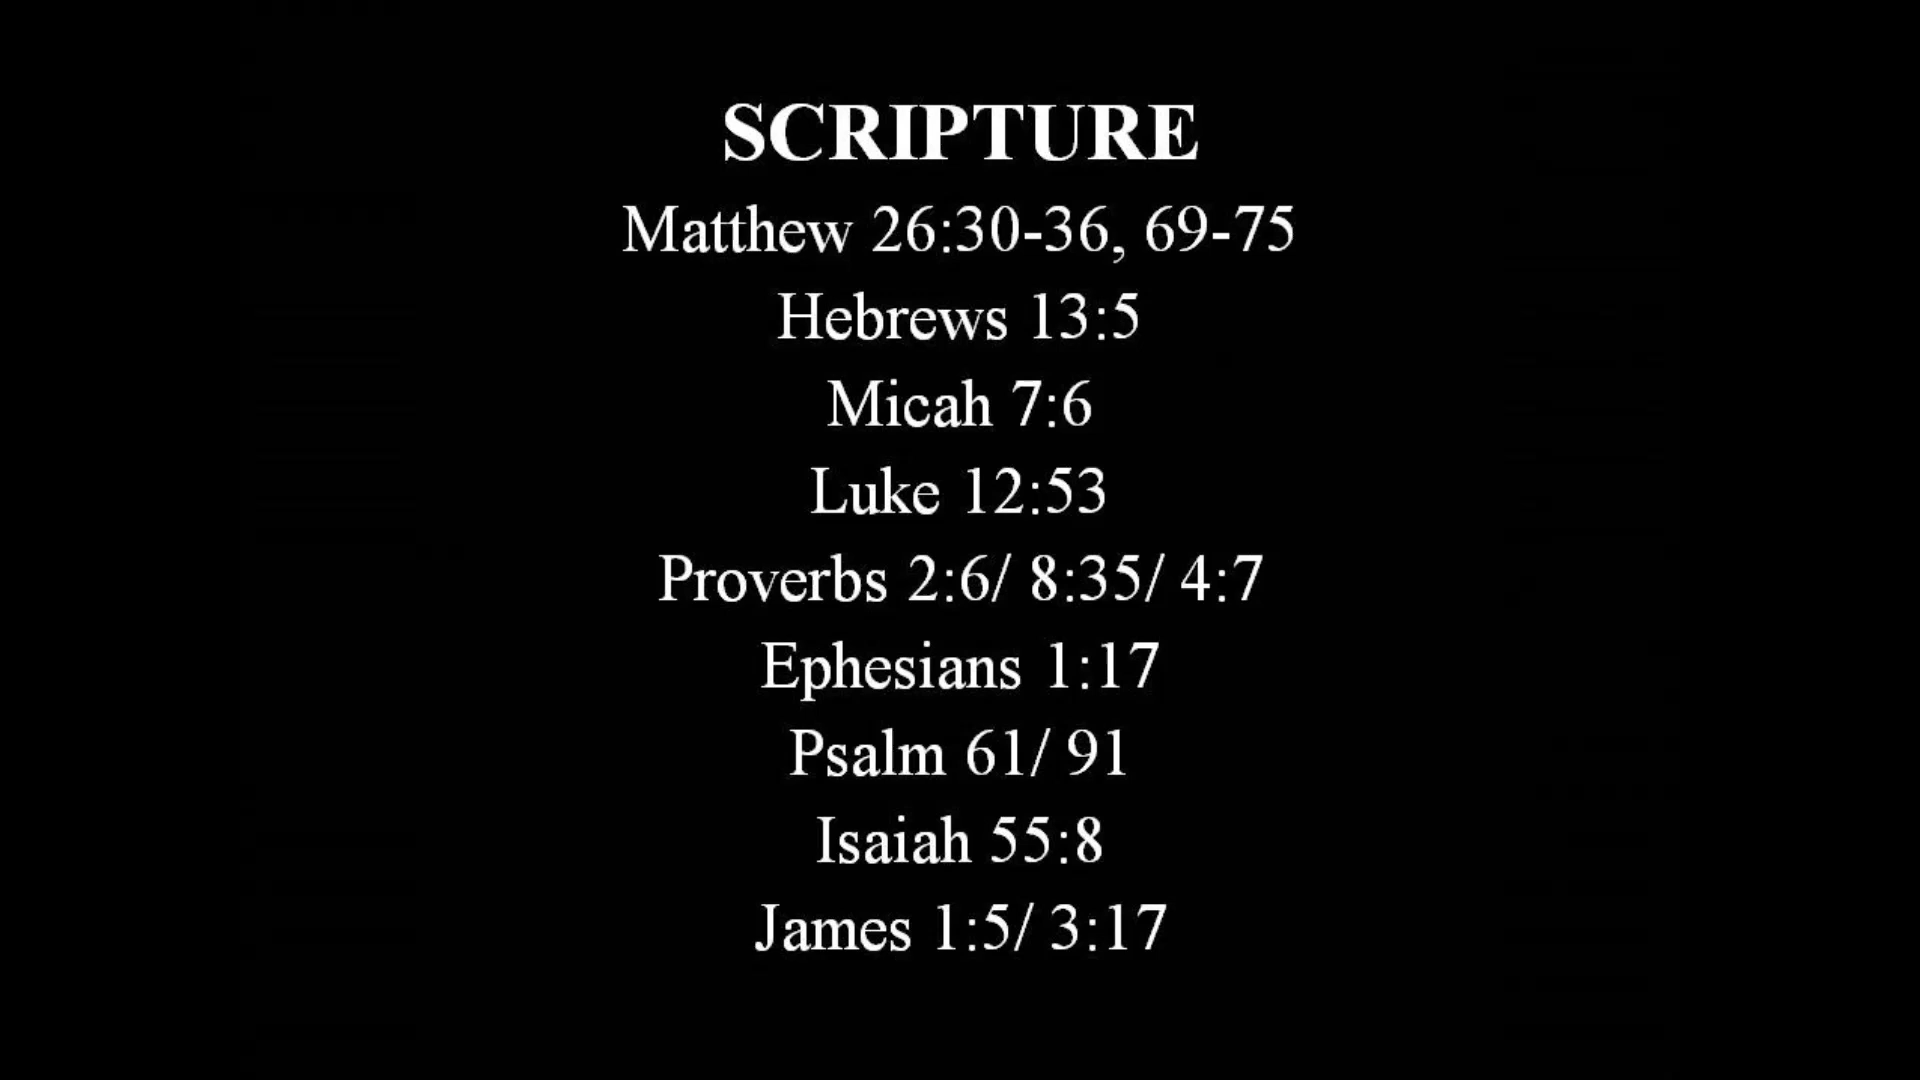 SCRIPTURE
Matthew 26:30-36, 69-75
Hebrews 13:5
Micah 7:6
Luke 12:53
Proverbs 2:6/ 8:35/ 4:7
Ephesians 1:17
Psalm 61/ 91
Isaiah 55:8
James 1:5/ 3:17